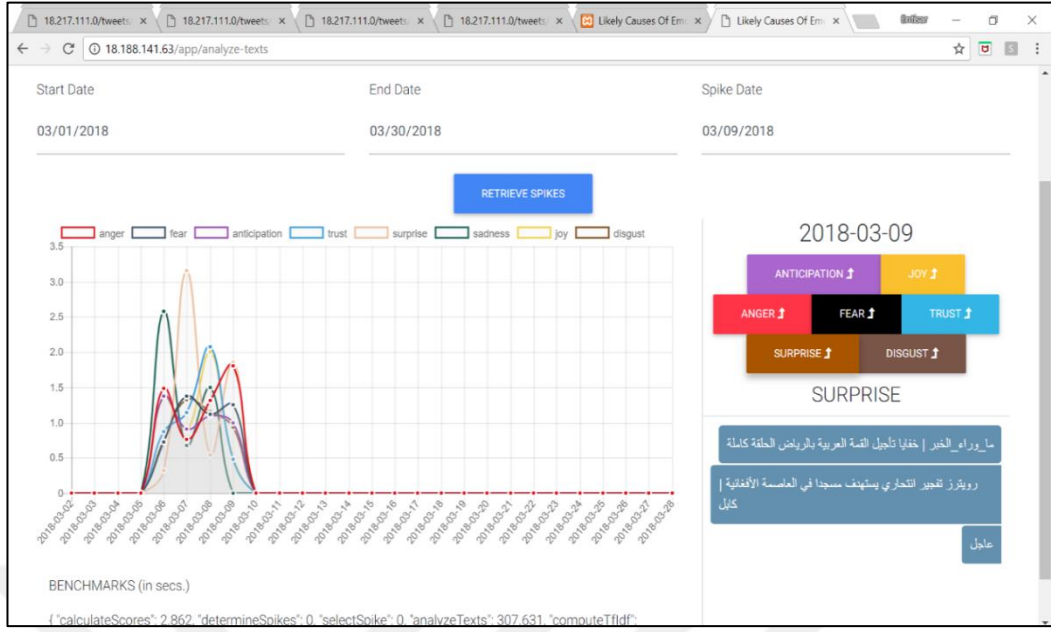 18.217.111.0/tweets/
18.217.111.0/tweets/
18.217.111.0/tweets/
18.217.111.0/tweets/
Likely Causes Of Emo
Likely Causes Of Emo
18.188.141.63/app/analyze-texts
Start Date
End Date
Spike Date
03/01/2018
03/30/2018
03/09/2018
RETRIEVE SPIKES
anger fear anticipation trust surprise sadness joy disgust
3.5
3.0
2.5
2.0
1.5
1.0
0.5
0
2018-03-02
2018-03-03
2018-03-04
2018-03-05
2018-03-06
2018-03-07
2018-03-08
2018-03-09
2018-03-10
2018-03-11
2018-03-12
2018-03-13
2018-03-14
2018-03-15
2018-03-16
2018-03-17
2018-03-18
2018-03-19
2018-03-20
2018-03-21
2018-03-22
2018-03-23
2018-03-24
2018-03-25
2018-03-26
2018-03-27
2018-03-28
2018-03-09
ANTICIPATION
JOY
ANGER
FEAR
TRUST
SURPRISE
DISGUST
SURPRISE
ما_وراء_الخبر | خفايا تأجيل القمة العربية بالرياض الحلقة كاملة
رويترز تفجير انتحاري يستهدف مسجدا في العاصمة الأفغانية |
كابل
عاجل
BENCHMARKS (in secs.)
{ "calculateScores": 2.862, "determineSpikes": 0, "selectSpike": 0, "analyzeTexts": 307.631, "computeTfIdf":